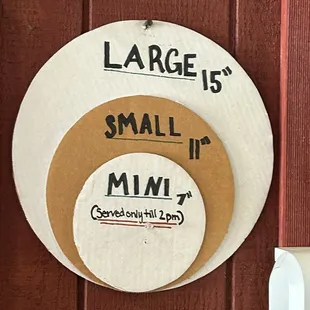 LARGE 15"
SMALL 11"
MINI 7"
(Served only till 2pm)